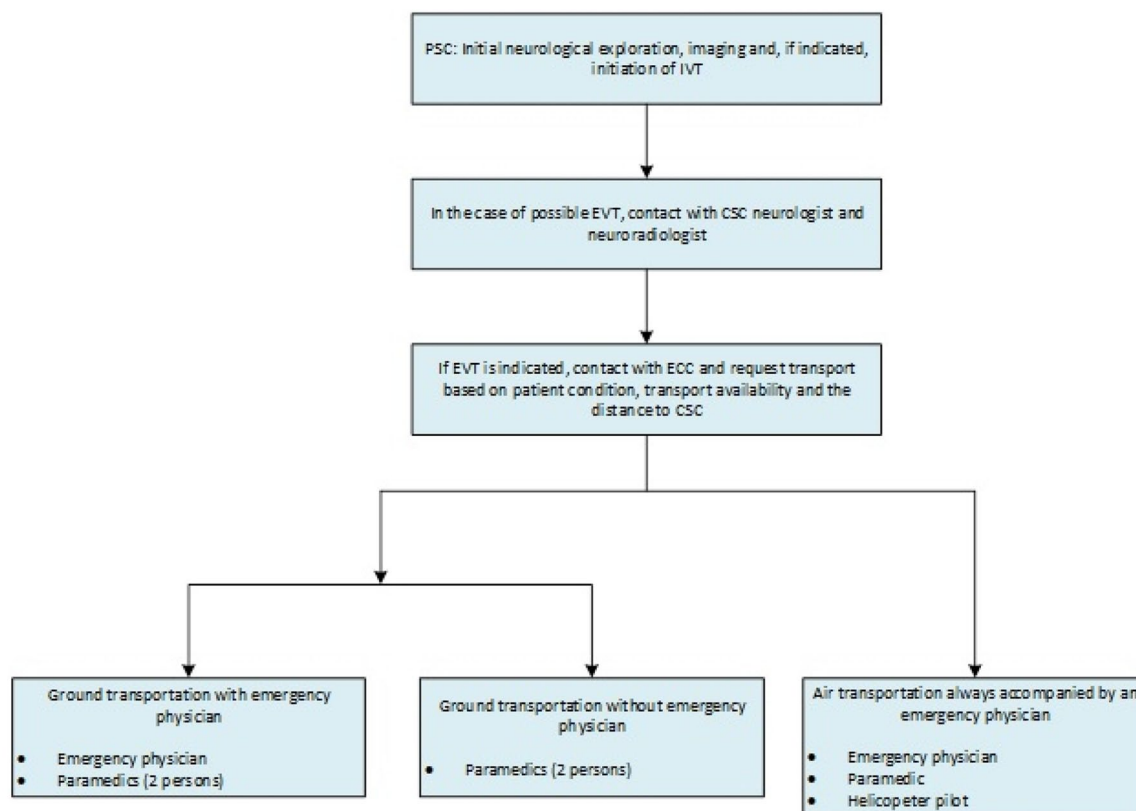 PSC: Initial neurological exploration, imaging and, if indicated,
initiation of IVT
In the case of possible EVT, contact with CSC neurologist and
neuroradiologist
If EVT is indicated, contact with ECC and request transport
based on patient condition, transport availability and the
distance to CSC
Ground transportation with emergency
physician
• Emergency physician
• Paramedics (2 persons)
Ground transportation without emergency
physician
• Paramedics (2 persons)
Air transportation always accompanied by an
emergency physician
• Emergency physician
• Paramedic
• Helicopeter pilot